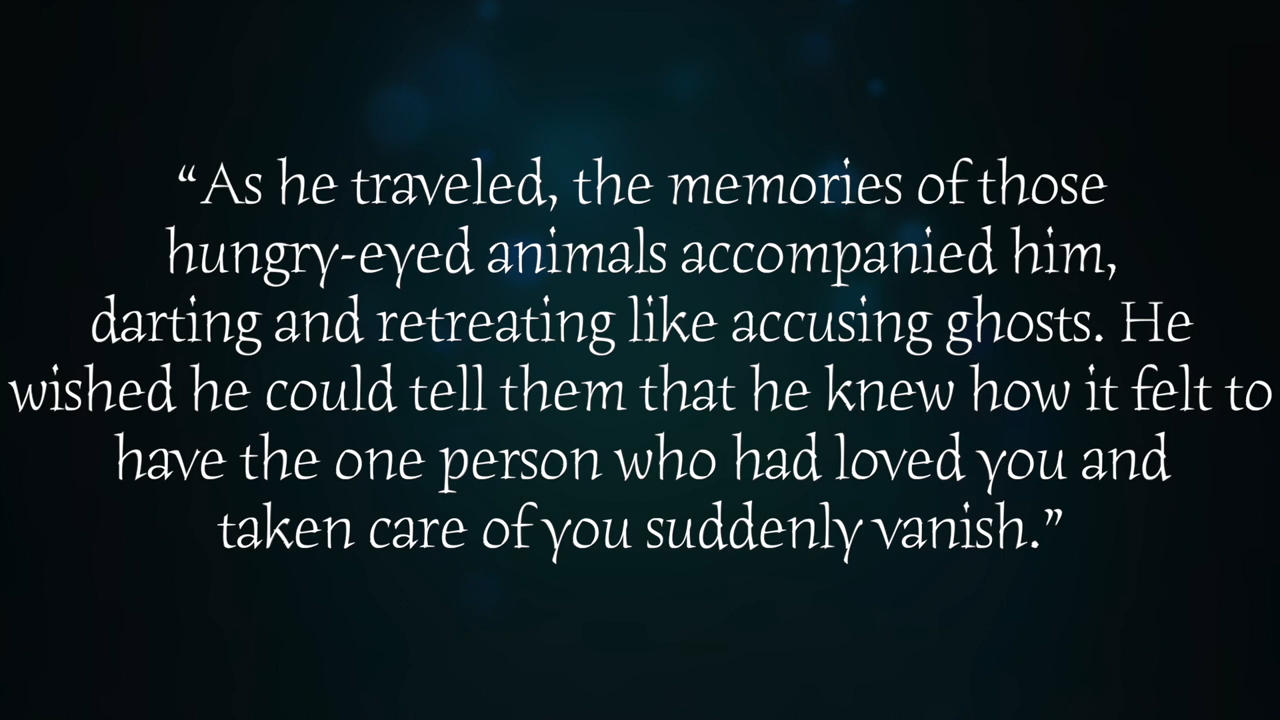 “As he traveled, the memories of those
hungry-eyed animals accompanied him,
darting and retreating like accusing ghosts. He
wished he could tell them that he knew how it felt to
have the one person who had loved you and
taken care of you suddenly vanish.”